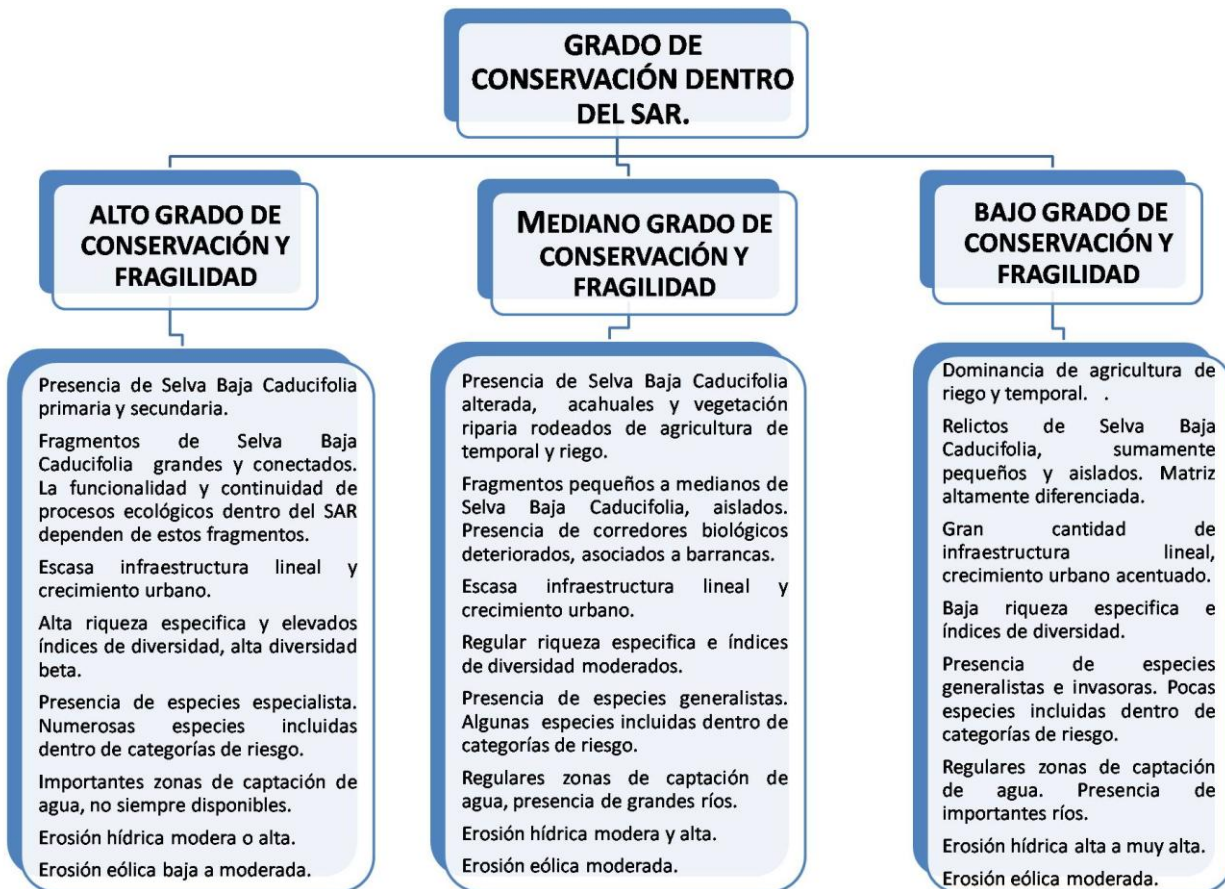 GRADO DE
CONSERVACIÓN DENTRO
DEL SAR.
ALTO GRADO DE
CONSERVACIÓN Y
FRAGILIDAD
Presencia de Selva Baja Caducifolia
primaria y secundaria.
Fragmentos de Selva Baja
Caducifolia grandes y conectados.
La funcionalidad y continuidad de
procesos ecológicos dentro del SAR
dependen de estos fragmentos.
Escasa infraestructura lineal y
crecimiento urbano.
Alta riqueza especifica y elevados
índices de diversidad, alta diversidad
beta.
Presencia de especies especialista.
Numerosas especies incluidas
dentro de categorías de riesgo.
Importantes zonas de captación de
agua, no siempre disponibles.
Erosión hídrica modera o alta.
Erosión eólica baja a moderada.
MEDIANO GRADO DE
CONSERVACIÓN Y
FRAGILIDAD
Presencia de Selva Baja Caducifolia
alterada, acahuales y vegetación
riparia rodeados de agricultura de
temporal y riego.
Fragmentos pequeños a medianos de
Selva Baja Caducifolia, aislados.
Presencia de corredores biológicos
deteriorados, asociados a barrancas.
Escasa infraestructura lineal y
crecimiento urbano.
Regular riqueza especifica e índices
de diversidad moderados.
Presencia de especies generalistas.
Algunas especies incluidas dentro de
categorías de riesgo.
Regulares zonas de captación de
agua, presencia de grandes ríos.
Erosión hídrica modera y alta.
Erosión eólica moderada.
BAJO GRADO DE
CONSERVACIÓN Y
FRAGILIDAD
Dominancia de agricultura de
riego y temporal. .
Relictos de Selva Baja
Caducifolia, sumamente
pequeños y aislados. Matriz
altamente diferenciada.
Gran cantidad de
infraestructura lineal,
crecimiento urbano acentuado.
Baja riqueza especifica e
índices de diversidad.
Presencia de especies
generalistas e invasoras. Pocas
especies incluidas dentro de
categorías de riesgo.
Regulares zonas de captación
de agua. Presencia de
importantes ríos.
Erosión hídrica alta a muy alta.
Erosión eólica moderada.